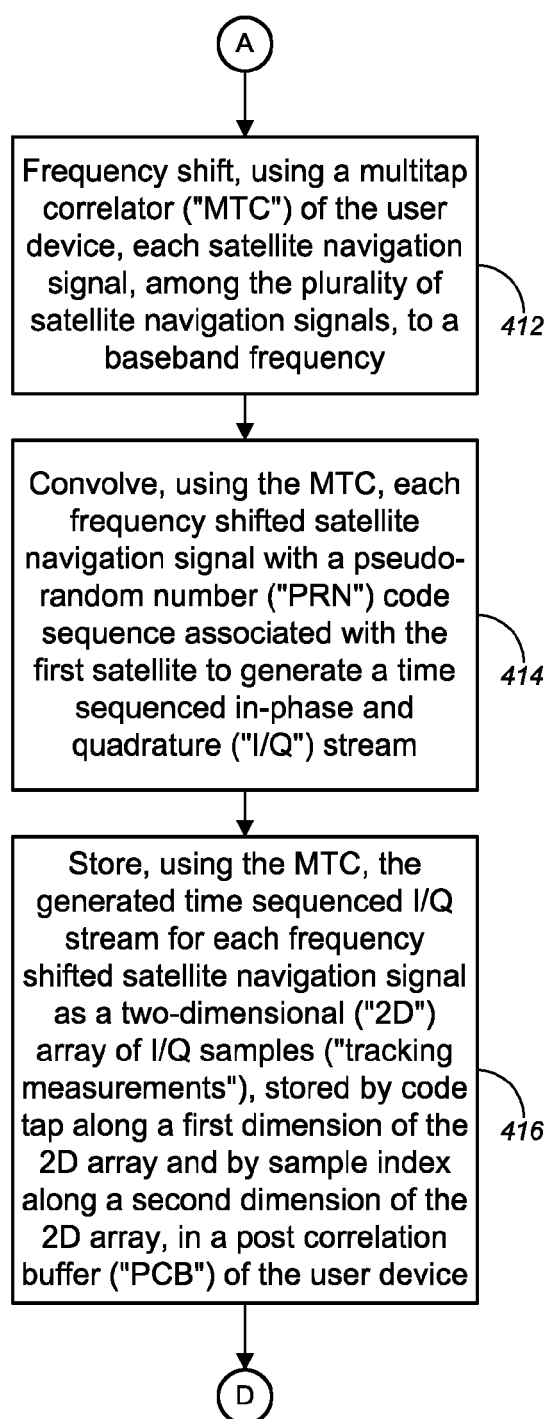 A
Frequency shift, using a multitap
correlator ("MTC") of the user
device, each satellite navigation
signal, among the plurality of
satellite navigation signals, to a
baseband frequency
412
Convolve, using the MTC, each
frequency shifted satellite
navigation signal with a pseudo-
random number ("PRN") code
sequence associated with the
first satellite to generate a time
sequenced in-phase and
quadrature ("I/Q") stream
414
Store, using the MTC, the
generated time sequenced I/Q
stream for each frequency
shifted satellite navigation signal
as a two-dimensional ("2D")
array of I/Q samples ("tracking
measurements"), stored by code
tap along a first dimension of the
2D array and by sample index
along a second dimension of the
2D array, in a post correlation
buffer ("PCB") of the user device
416
D